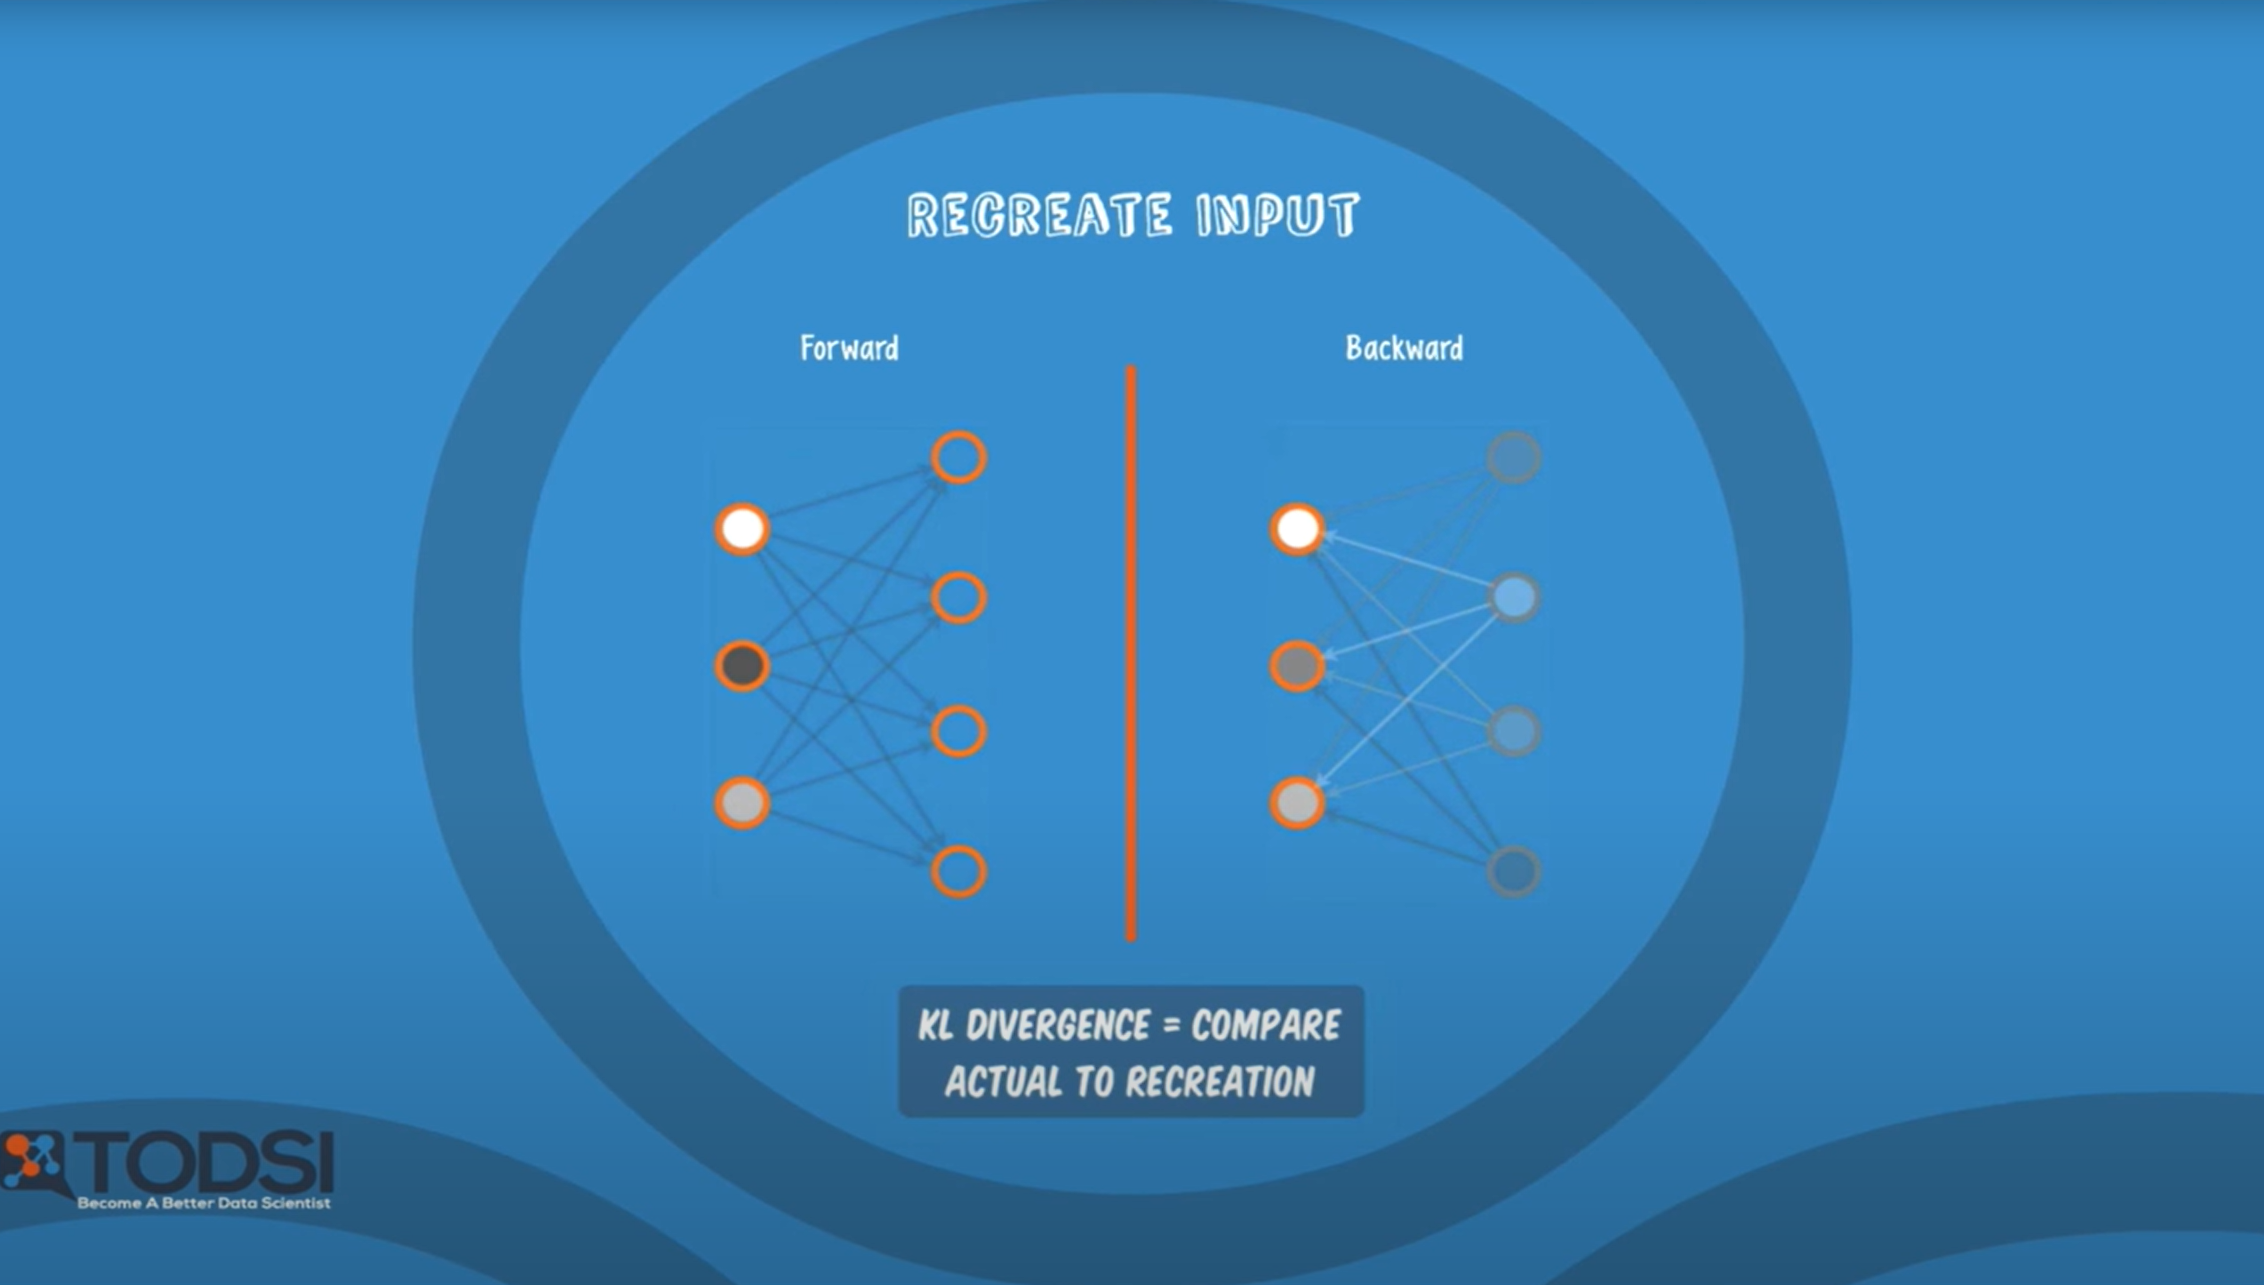 RECREATE INPUT
Forward
Backward
KL DIVERGENCE = COMPARE
ACTUAL TO RECREATION
TODSI
Become A Better Data Scientist